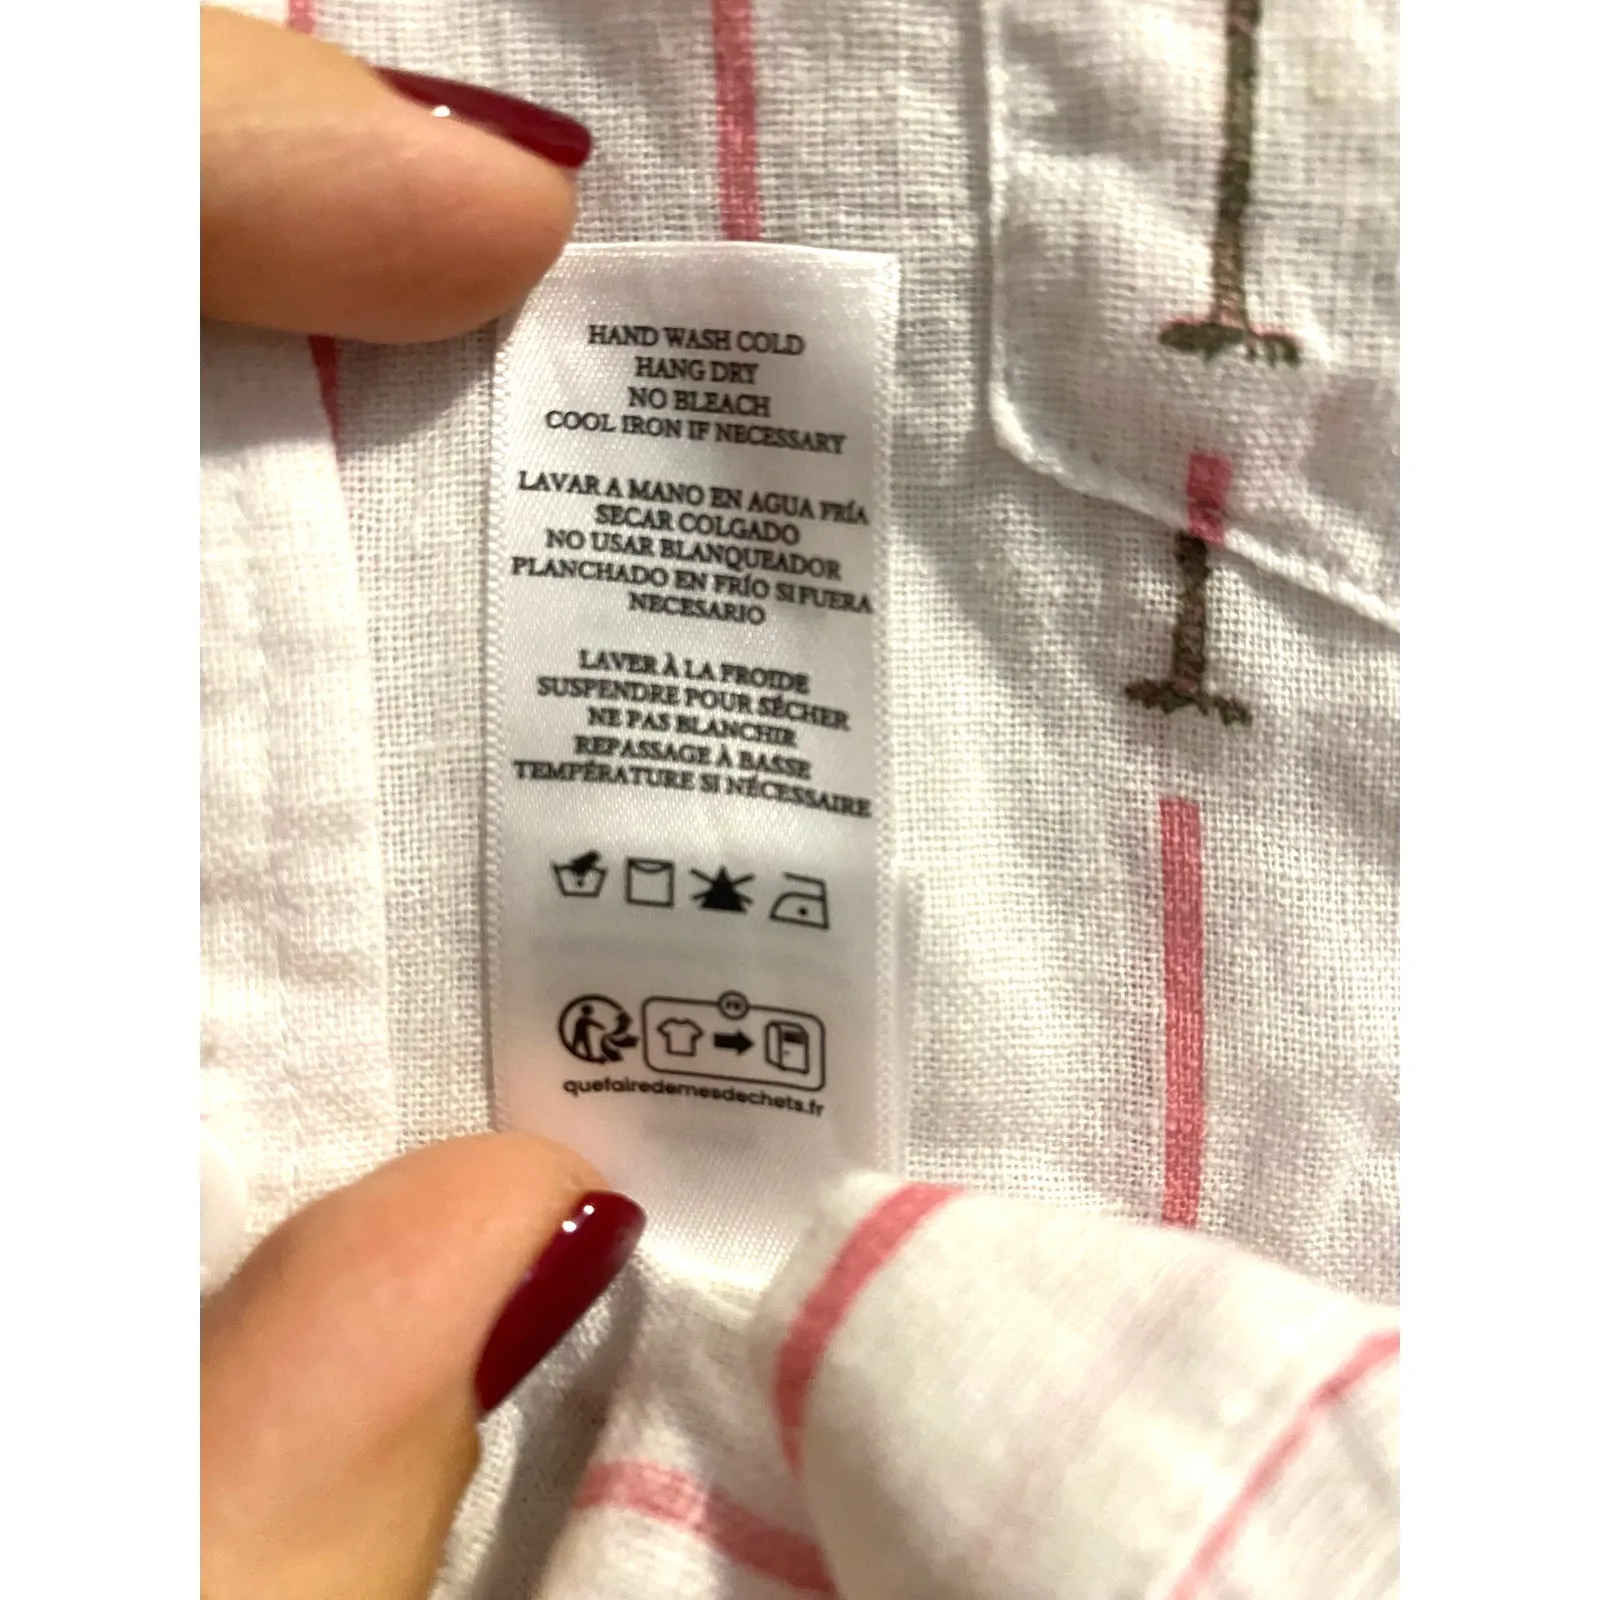 HAND WASH COLD
HANG DRY
NO BLEACH
COOL IRON IF NECESSARY
LAVAR A MANO EN AGUA FRÍA
SECAR COLGADO
NO USAR BLANQUEADOR
PLANCHADO EN FRÍO SI FUERA
NECESARIO
LAVER À LA FROIDE
SUSPENDRE POUR SÉCHER
NE PAS BLANCHIR
REPASSAGE À BASSE
TEMPÉRATURE SI NÉCESSAIRE
FR
quefairedemesdechets.fr